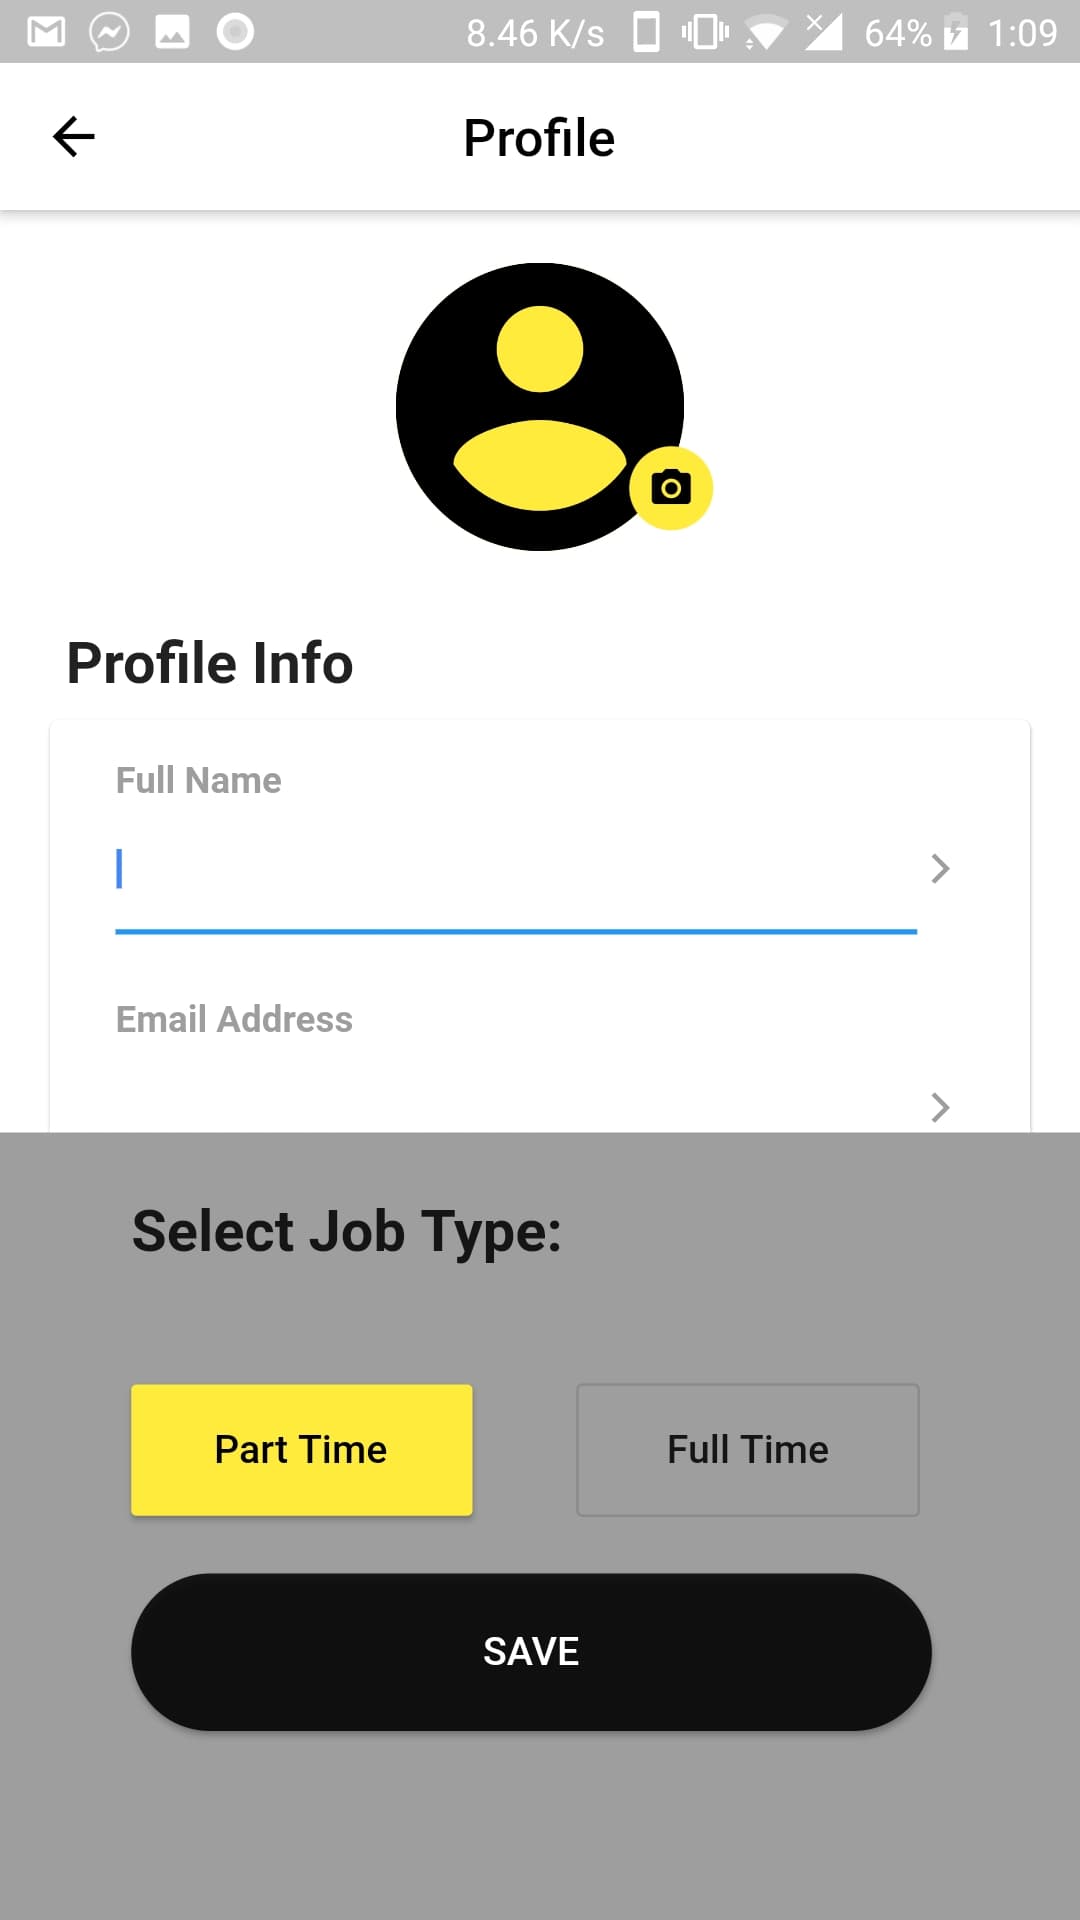 8.46 K/s 64% 1:09
Profile
Profile Info
Full Name
Email Address
Select Job Type:
Part Time Full Time
SAVE